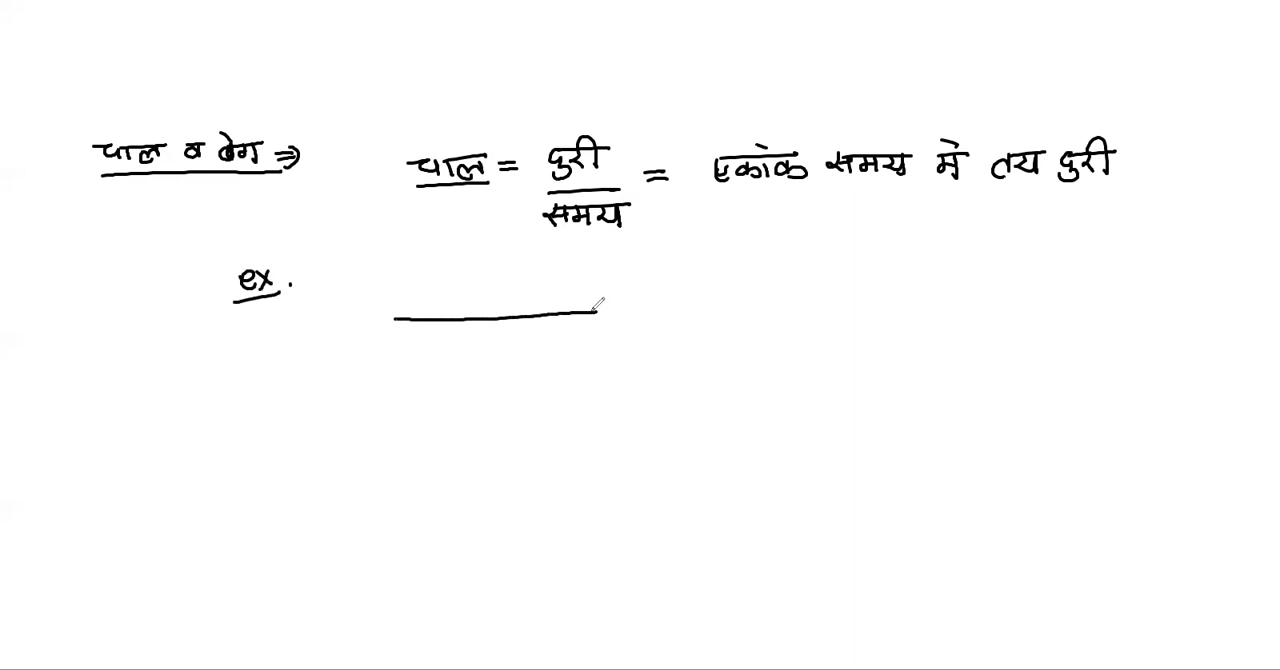 चाल व वेग ⇒ चाल = दुरी / समय = एकांक समय मे तय दुरी
ex.